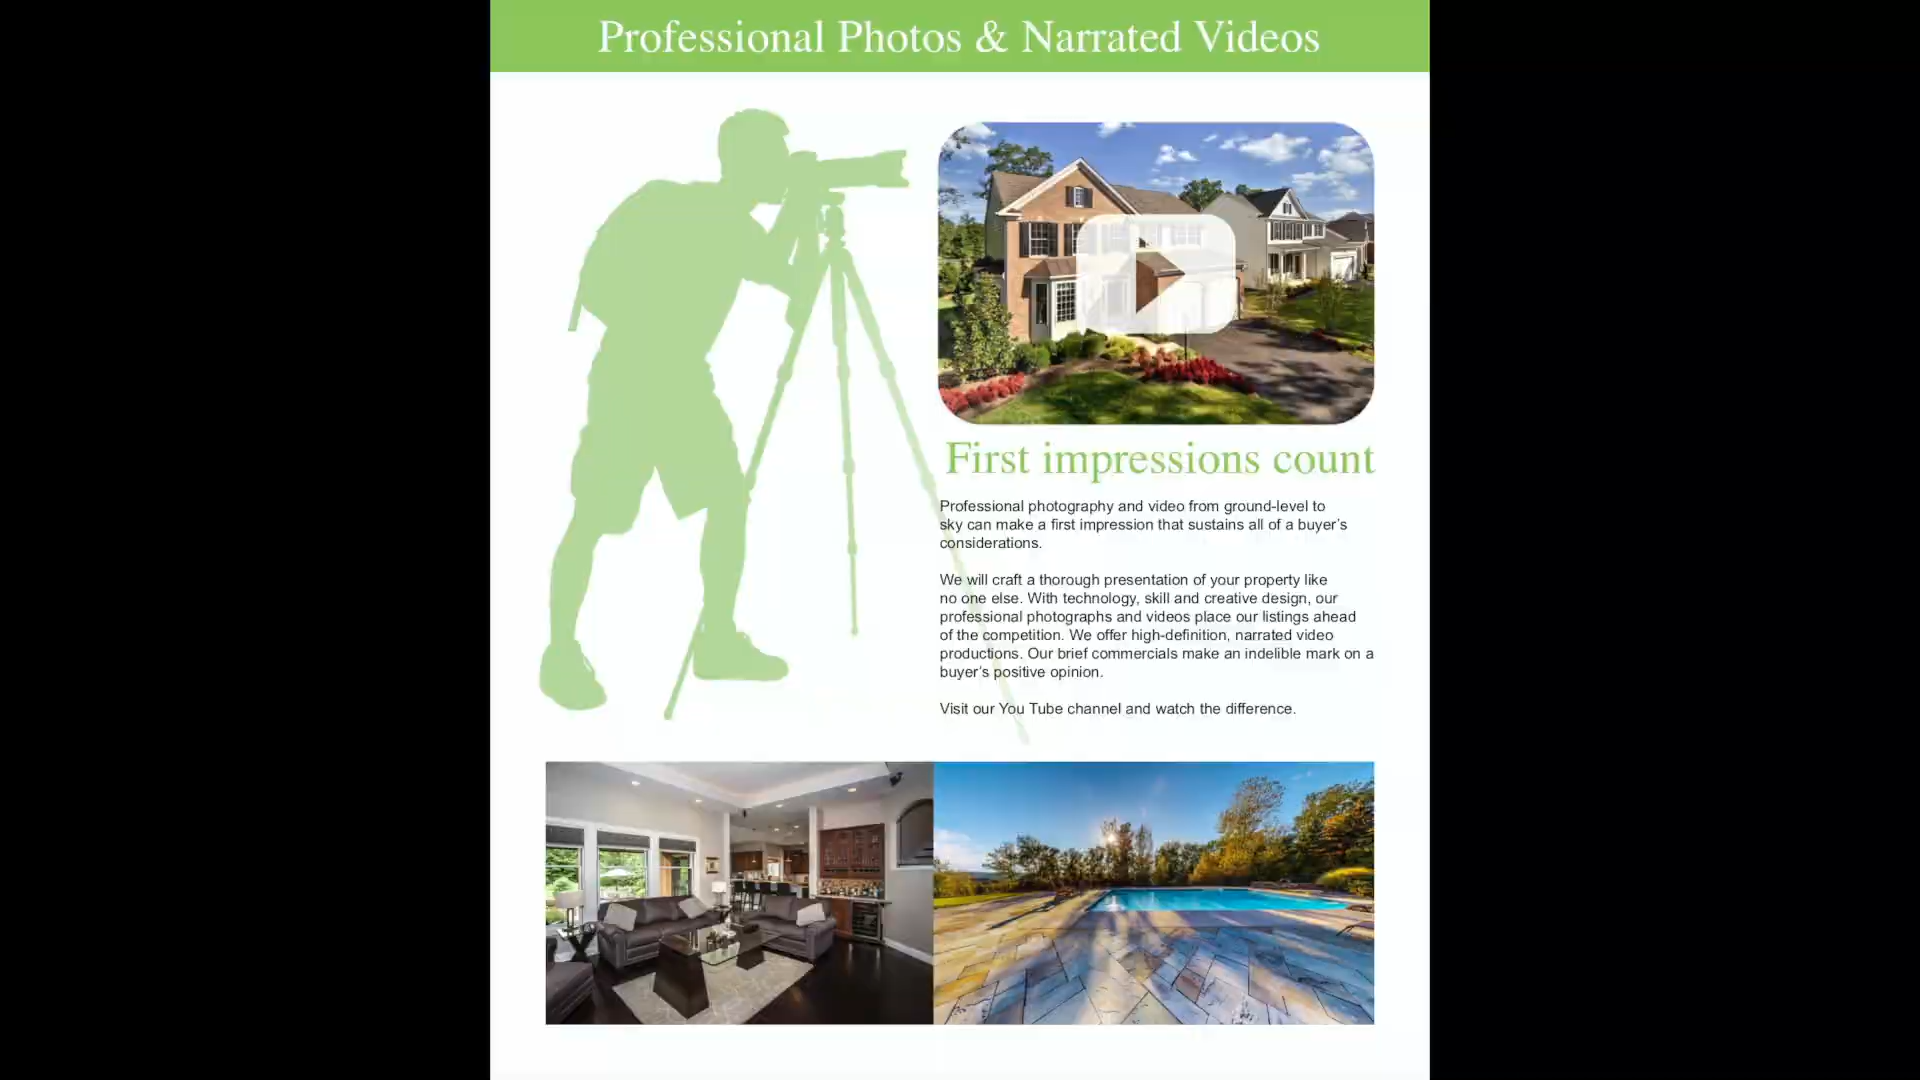 Professional Photos & Narrated Videos
First impressions count
Professional photography and video from ground-level to
sky can make a first impression that sustains all of a buyer's
considerations.
We will craft a thorough presentation of your property like
no one else. With technology, skill and creative design, our
professional photographs and videos place our listings ahead
of the competition. We offer high-definition, narrated video
productions. Our brief commercials make an indelible mark on a
buyer's positive opinion.
Visit our You Tube channel and watch the difference.